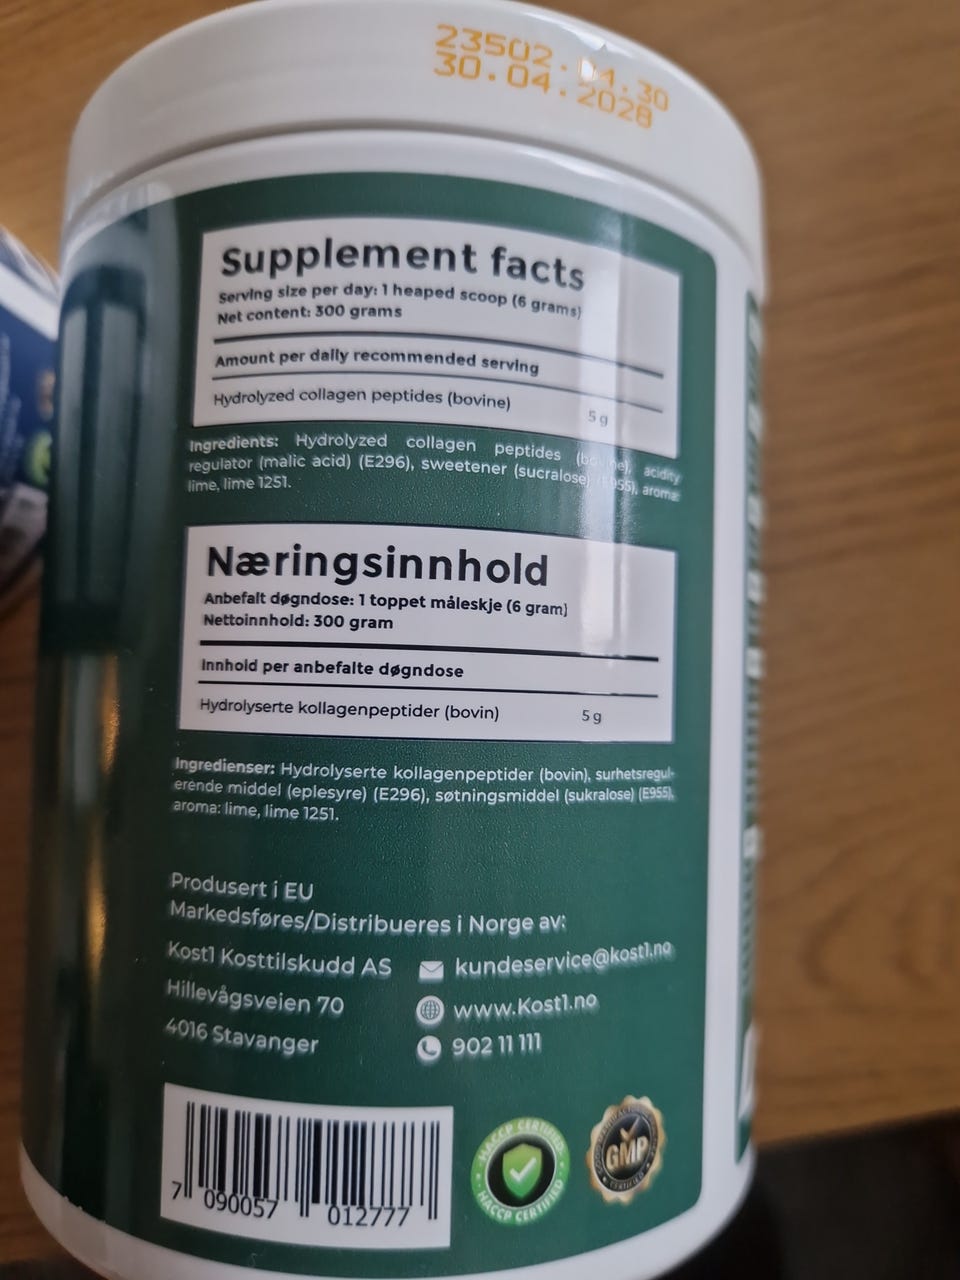 23502.04.30
30.04.2028
Supplement facts
Serving size per day: 1 heaped scoop (6 grams)
Net content: 300 grams
Amount per daily recommended serving
Hydrolyzed collagen peptides (bovine) 5 g
Ingredients: Hydrolyzed collagen peptides (bovine), acidity
regulator (malic acid) (E296), sweetener (sucralose) (E955), aroma:
lime, lime 1251.
Næringsinnhold
Anbefalt døgndose: 1 toppet måleskje (6 gram)
Nettoinnhold: 300 gram
Innhold per anbefalte døgndose
Hydrolyserte kollagenpeptider (bovin) 5 g
Ingredienser: Hydrolyserte kollagenpeptider (bovin), surhetsregul-
erende middel (eplesyre) (E296), søtningsmiddel (sukralose) (E955),
aroma: lime, lime 1251.
Produsert i EU
Markedsføres/Distribueres i Norge av:
Kost1 Kosttilskudd AS
Hillevågsveien 70
4016 Stavanger
kundeservice@kost1.no
www.Kost1.no
902 11 111
7 090057 012777
HACCP CERTIFIED
HACCP CERTIFIED
GMP